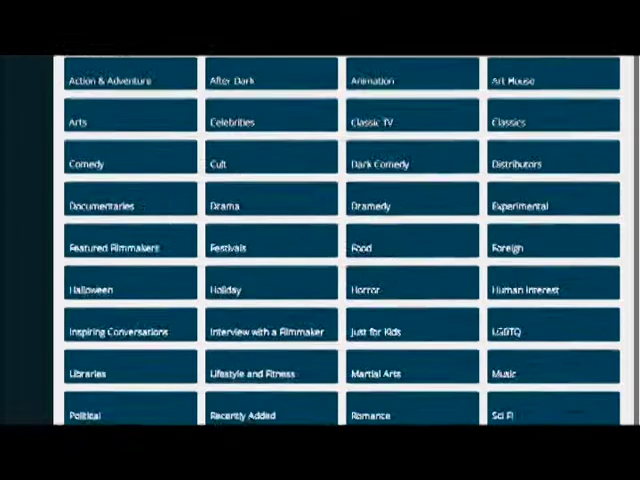 Action & Adventure After Dark Animation Art House
Arts Celebrities Classic TV Classics
Comedy Cult Dark Comedy Distributors
Documentaries Drama Dramedy Experimental
Featured Filmmakers Festivals Food Foreign
Halloween Holiday Horror Human Interest
Inspiring Conversations Interview with a Filmmaker Just for Kids LGBTQ
Libraries Lifestyle and Fitness Martial Arts Music
Political Recently Added Romance Sci Fi